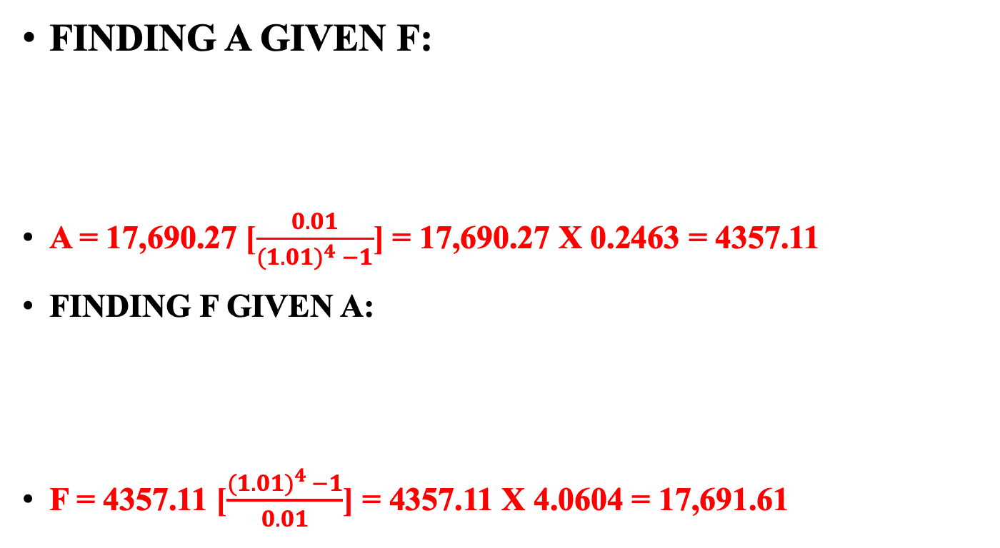 • FINDING A GIVEN F:
• A = 17,690.27 [\frac{0.01}{(1.01)^4 −1}] = 17,690.27 X 0.2463 = 4357.11
• FINDING F GIVEN A:
• F = 4357.11 [\frac{(1.01)^4 −1}{0.01}] = 4357.11 X 4.0604 = 17,691.61